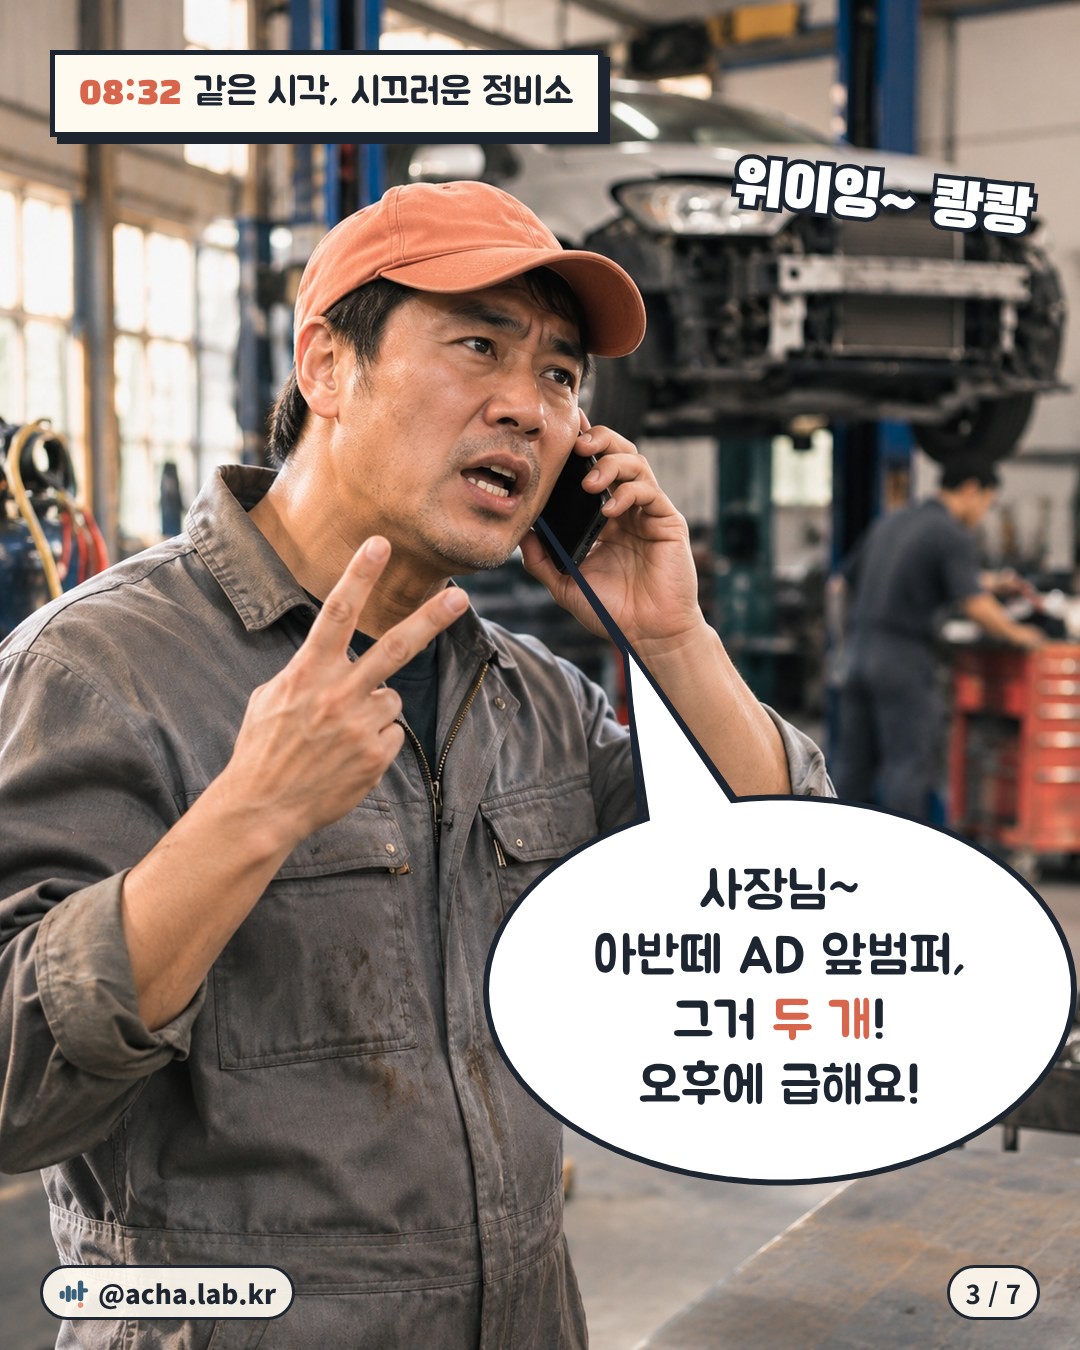 08:32 같은 시각, 시끄러운 정비소
위이잉~ 쾅쾅
사장님~
아반떼 AD 앞범퍼,
그거 두 개!
오후에 급해요!
@acha.lab.kr
3 / 7